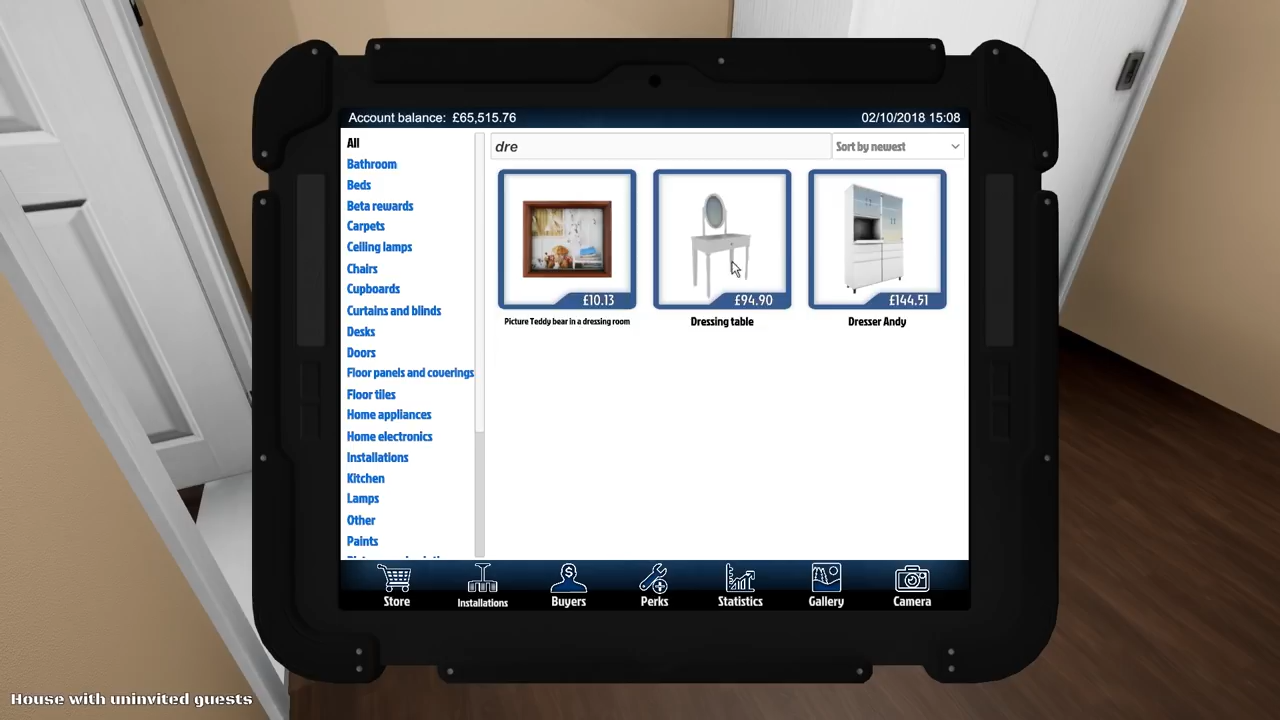 Account balance: £65,515.76
02/10/2018 15:08
All
Bathroom
Beds
Beta rewards
Carpets
Ceiling lamps
Chairs
Cupboards
Curtains and blinds
Desks
Doors
Floor panels and coverings
Floor tiles
Home appliances
Home electronics
Installations
Kitchen
Lamps
Other
Paints
dre
Sort by newest
£10.13
£94.90
£144.51
Picture Teddy bear in a dressing room
Dressing table
Dresser Andy
Store
Installations
Buyers
Perks
Statistics
Gallery
Camera
House with uninvited guests